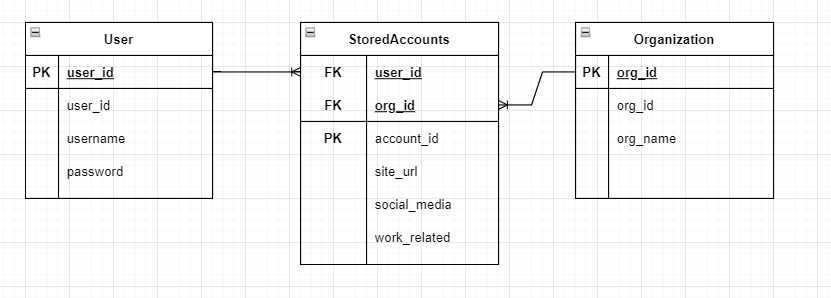 User
PK user_id
user_id
username
password
StoredAccounts
FK user_id
FK org_id
PK account_id
site_url
social_media
work_related
Organization
PK org_id
org_id
org_name